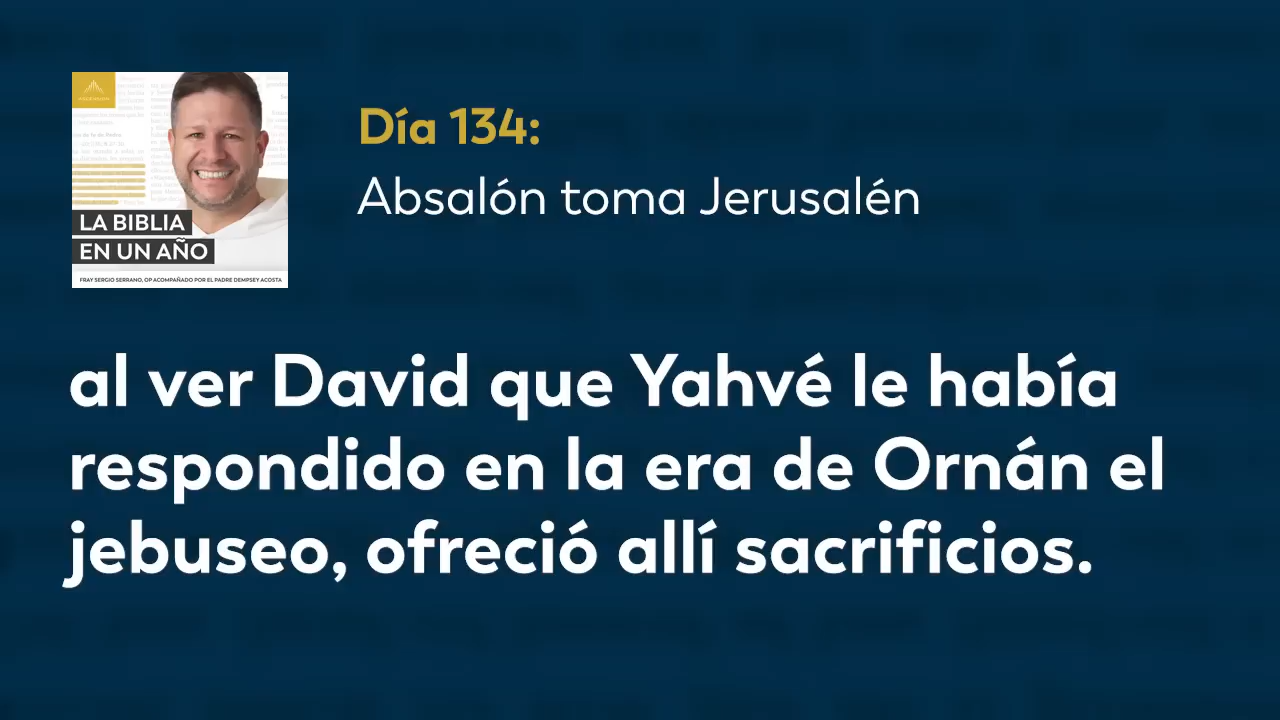 Día 134:
Absalón toma Jerusalén
LA BIBLIA
EN UN AÑO
FRAY SERGIO SERRANO, OP ACOMPAÑADO POR EL PADRE DEMPSEY ACOSTA
al ver David que Yahvé le había
respondido en la era de Ornán el
jebuseo, ofreció allí sacrificios.